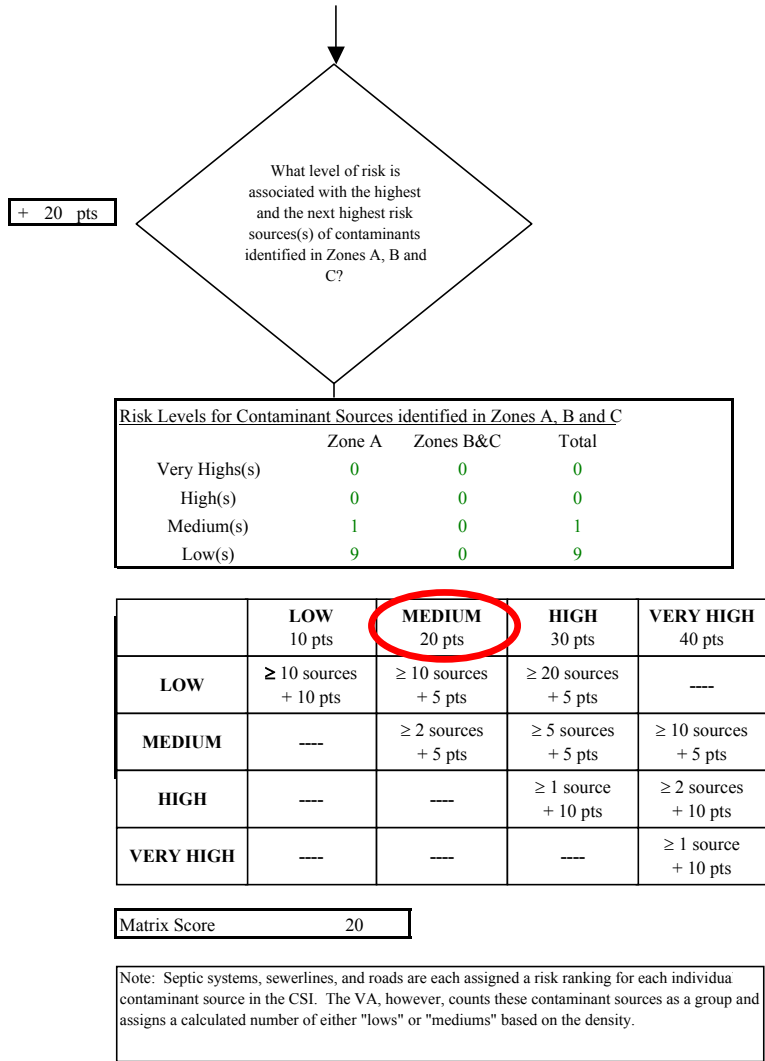 What level of risk is
associated with the highest
and the next highest risk
sources(s) of contaminants
identified in Zones A, B and
C?
+ 20 pts
Risk Levels for Contaminant Sources identified in Zones A, B and C
Zone A Zones B&C Total
Very Highs(s) 0 0 0
High(s) 0 0 0
Medium(s) 1 0 1
Low(s) 9 0 9
LOW MEDIUM HIGH VERY HIGH
10 pts 20 pts 30 pts 40 pts
LOW ≥ 10 sources ≥ 10 sources ≥ 20 sources ----
+ 10 pts + 5 pts + 5 pts
MEDIUM ---- ≥ 2 sources ≥ 5 sources ≥ 10 sources
+ 5 pts + 5 pts + 5 pts
HIGH ---- ---- ≥ 1 source ≥ 2 sources
+ 10 pts + 10 pts
VERY HIGH ---- ---- ---- ≥ 1 source
+ 10 pts
Matrix Score 20
Note: Septic systems, sewerlines, and roads are each assigned a risk ranking for each individua
contaminant source in the CSI. The VA, however, counts these contaminant sources as a group and
assigns a calculated number of either "lows" or "mediums" based on the density.